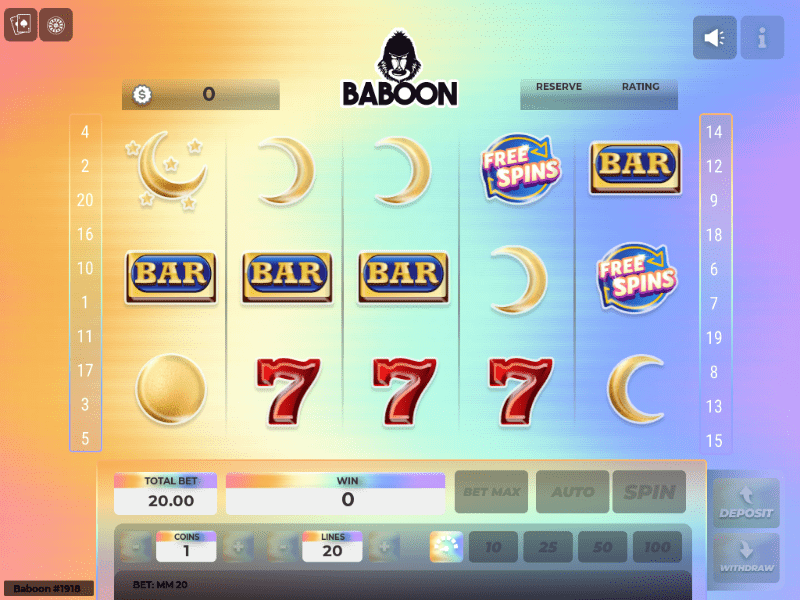 BABOON
$ 0
RESERVE RATING
4
2
20
16
10
1
11
17
3
5
FREE SPINS
BAR
BAR
BAR
BAR
FREE SPINS
7
7
7
14
12
9
18
6
7
19
8
13
15
TOTAL BET
20.00
WIN
0
BET MAX
AUTO
SPIN
DEPOSIT
- COINS 1 +
- LINES 20 +
10
25
50
100
WITHDRAW
BET: MM 20
Baboon #1918
i